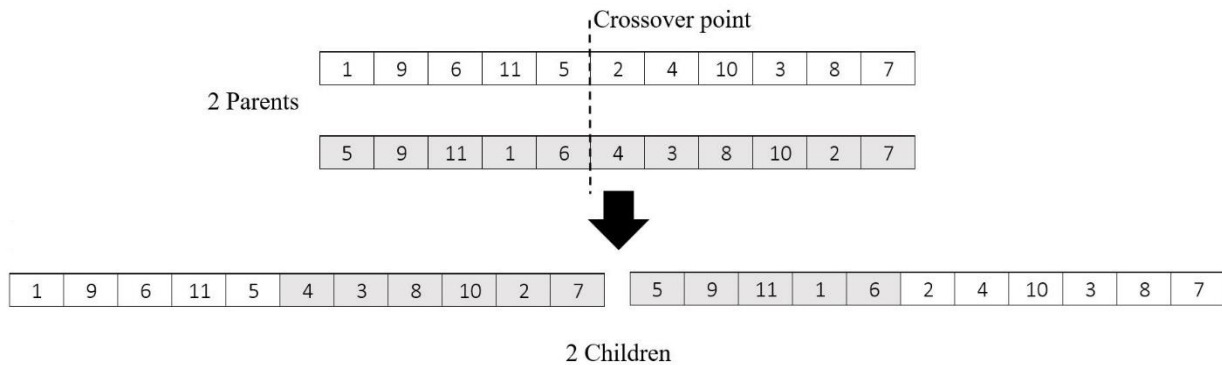 Crossover point
1 9 6 11 5 2 4 10 3 8 7
2 Parents
5 9 11 1 6 4 3 8 10 2 7
1 9 6 11 5 4 3 8 10 2 7 5 9 11 1 6 2 4 10 3 8 7
2 Children